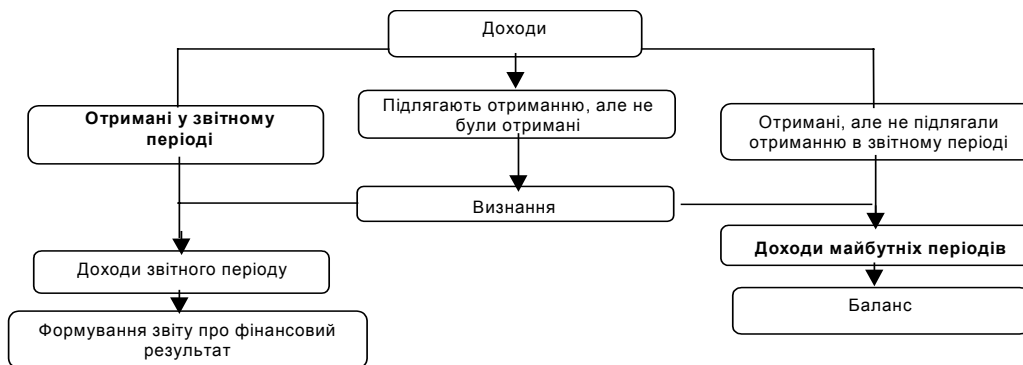 Доходи
Отримані у звітному
періоді
Підлягають отриманню, але не
були отримані
Отримані, але не підлягали
отриманню в звітному періоді
Визнання
Доходи звітного періоду
Доходи майбутніх періодів
Формування звіту про фінансовий
результат
Баланс